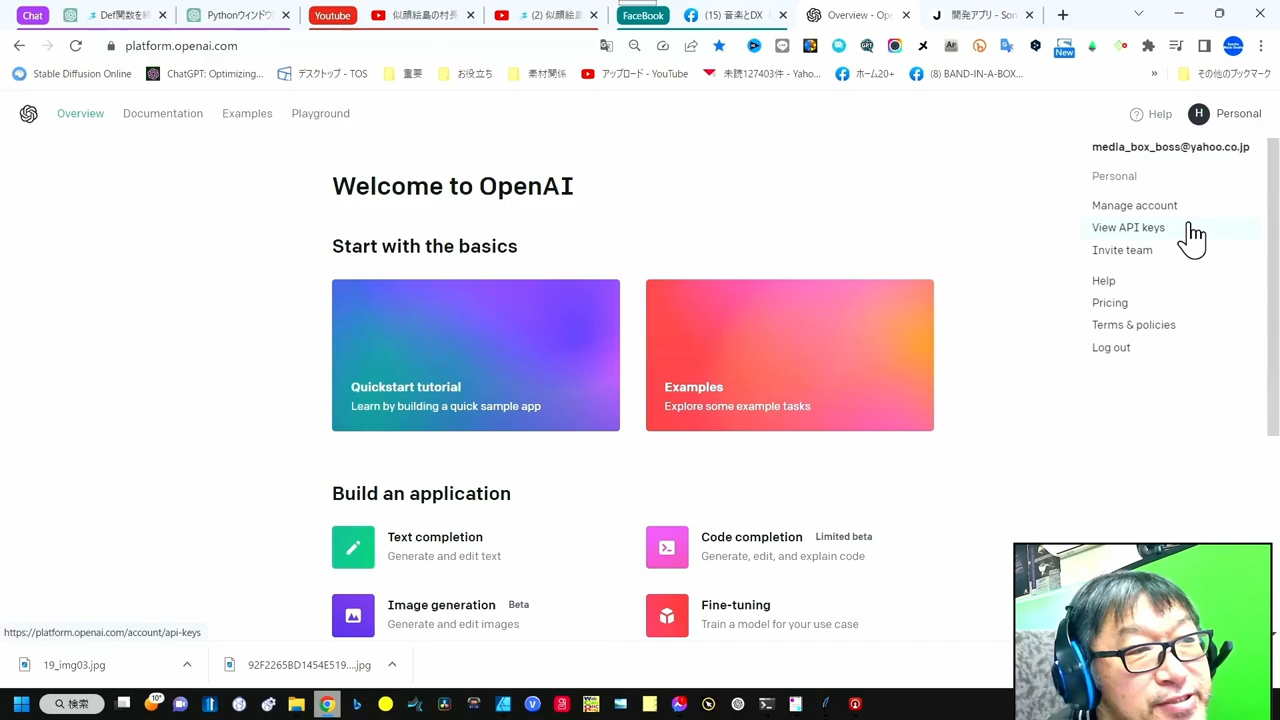 Chat
Def関数を終
Pythonウィンドウ
Youtube
似顔絵島の村長
(2) 似顔絵島
FaceBook
(15) 音楽とDX
Overview - Ope
開発アプリ - Son
platform.openai.com
New
Stable Diffusion Online
ChatGPT: Optimizing...
デスクトップ - TOS
重要
お役立ち
素材関係
アップロード - YouTube
未読127403件 - Yaho...
ホーム20+
(8) BAND-IN-A-BOX...
»
その他のブックマーク
Overview
Documentation
Examples
Playground
Help
H
Personal
media_box_boss@yahoo.co.jp
Personal
Manage account
View API keys
Invite team
Help
Pricing
Terms & policies
Log out
Welcome to OpenAI
Start with the basics
Quickstart tutorial
Learn by building a quick sample app
Examples
Explore some example tasks
Build an application
Text completion
Generate and edit text
Code completion
Limited beta
Generate, edit, and explain code
Image generation
Beta
Generate and edit images
Fine-tuning
Train a model for your use case
https://platform.openai.com/account/api-keys
19_img03.jpg
92F2265BD1454E519....jpg
検索